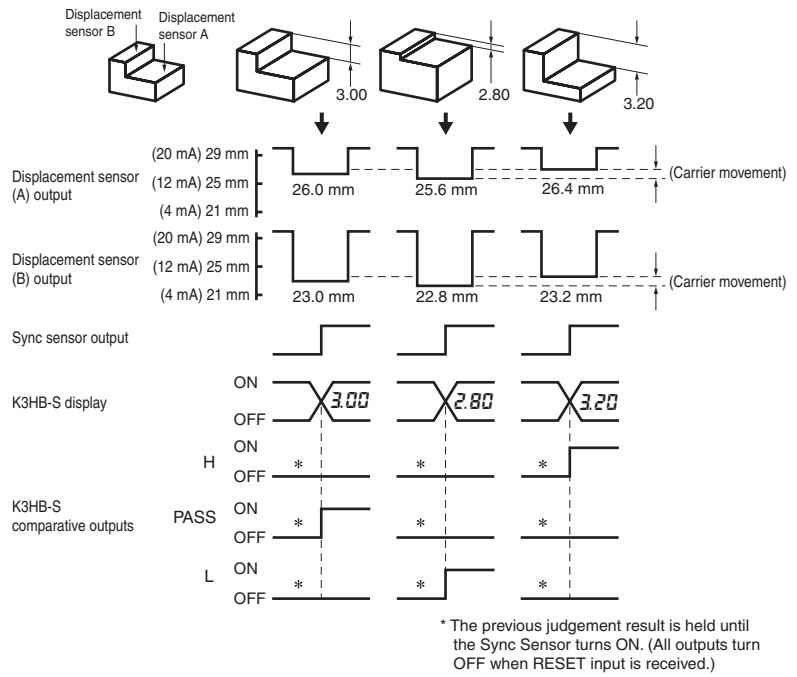 Displacement
sensor B
Displacement
sensor A
3.00
2.80
3.20
Displacement sensor
(A) output
(20 mA) 29 mm
(12 mA) 25 mm
(4 mA) 21 mm
26.0 mm
25.6 mm
26.4 mm
(Carrier movement)
Displacement sensor
(B) output
(20 mA) 29 mm
(12 mA) 25 mm
(4 mA) 21 mm
23.0 mm
22.8 mm
23.2 mm
(Carrier movement)
Sync sensor output
K3HB-S display
ON
OFF
3.00
2.80
3.20
K3HB-S
comparative outputs
H
ON
OFF
* * *
PASS
ON
OFF
* * *
L
ON
OFF
* * *
* The previous judgement result is held until
the Sync Sensor turns ON. (All outputs turn
OFF when RESET input is received.)